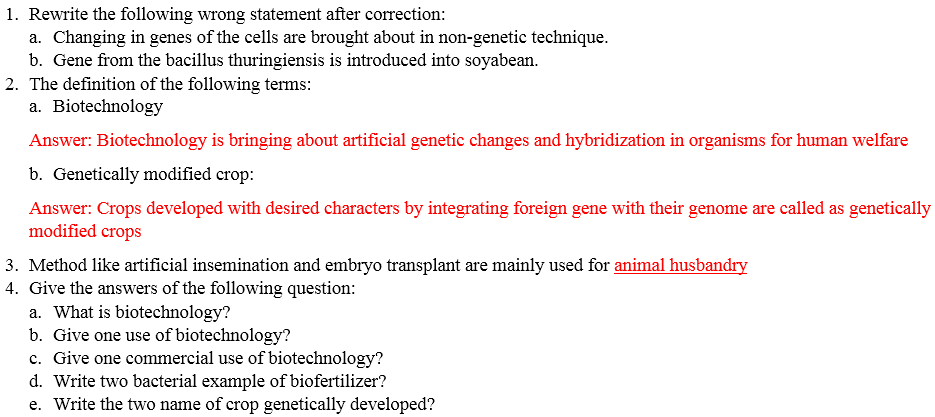 1. Rewrite the following wrong statement after correction:
a. Changing in genes of the cells are brought about in non-genetic technique.
b. Gene from the bacillus thuringiensis is introduced into soyabean.
2. The definition of the following terms:
a. Biotechnology
Answer: Biotechnology is bringing about artificial genetic changes and hybridization in organisms for human welfare
b. Genetically modified crop:
Answer: Crops developed with desired characters by integrating foreign gene with their genome are called as genetically
modified crops
3. Method like artificial insemination and embryo transplant are mainly used for animal husbandry
4. Give the answers of the following question:
a. What is biotechnology?
b. Give one use of biotechnology?
c. Give one commercial use of biotechnology?
d. Write two bacterial example of biofertilizer?
e. Write the two name of crop genetically developed?